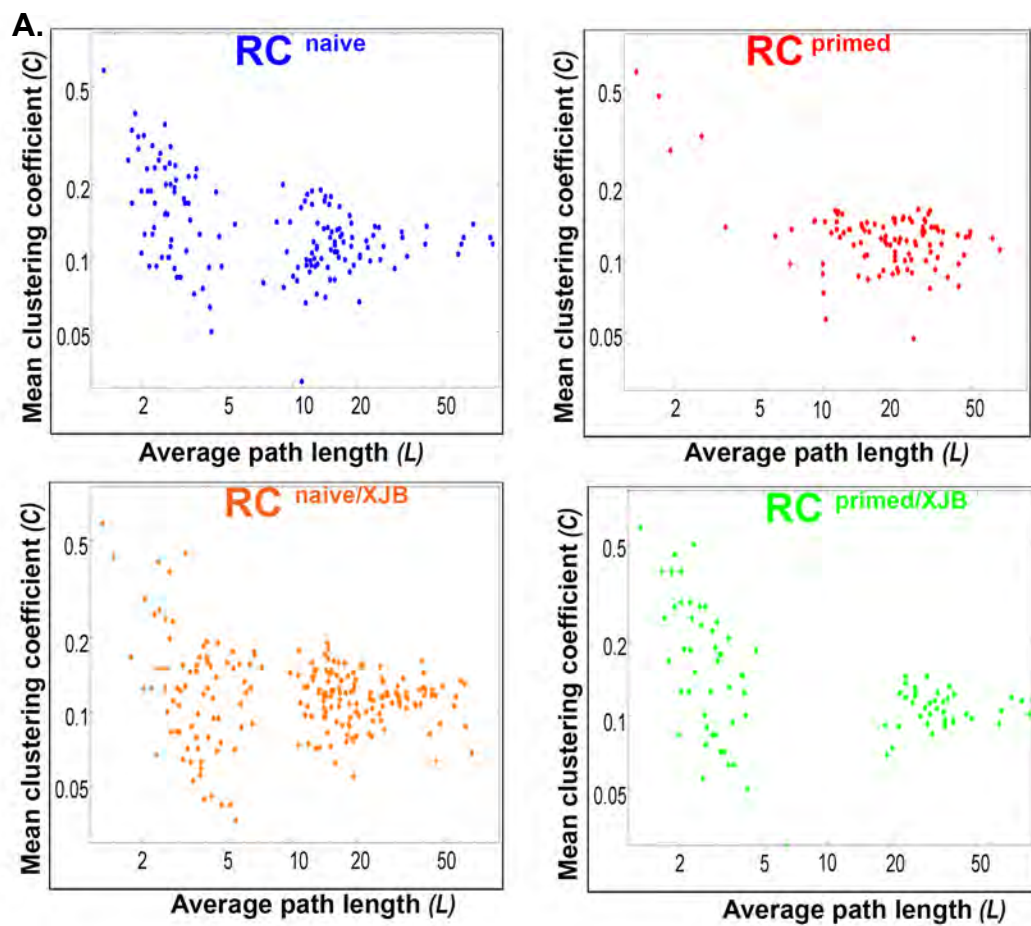 A.
RC naive
Mean clustering coefficient (C)
0.5
0.2
0.1
0.05
2 5 10 20 50
Average path length (L)
RC primed
Mean clustering coefficient (C)
0.5
0.2
0.1
0.05
2 5 10 20 50
Average path length (L)
RC naive/XJB
Mean clustering coefficient (C)
0.5
0.2
0.1
0.05
2 5 10 20 50
Average path length (L)
RC primed/XJB
Mean clustering coefficient (C)
0.5
0.2
0.1
0.05
2 5 10 20 50
Average path length (L)